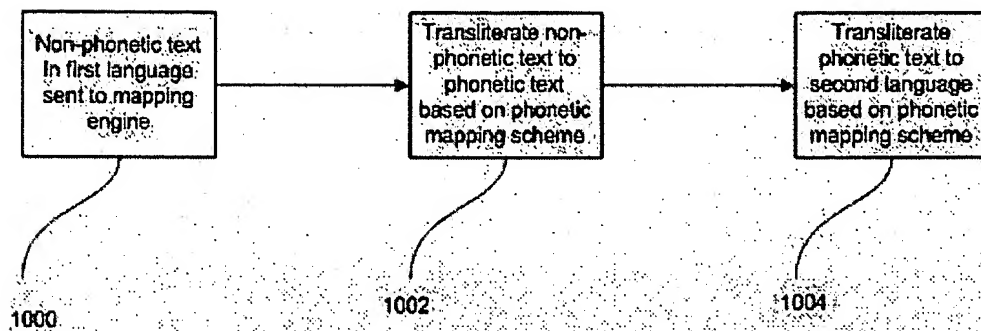 Non-phonetic text
In first language
sent to mapping
engine
Transliterate non-
phonetic text to
phonetic text
based on phonetic
mapping scheme
Transliterate
phonetic text to
second language
based on phonetic
mapping scheme
1000
1002
1004